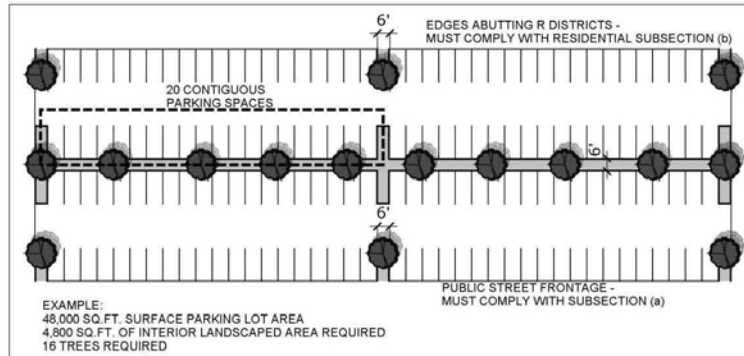 6'
EDGES ABUTTING R DISTRICTS -
MUST COMPLY WITH RESIDENTIAL SUBSECTION (b)
20 CONTIGUOUS
PARKING SPACES
6'
6'
PUBLIC STREET FRONTAGE -
MUST COMPLY WITH SUBSECTION (a)
EXAMPLE:
48,000 SQ.FT. SURFACE PARKING LOT AREA
4,800 SQ.FT. OF INTERIOR LANDSCAPED AREA REQUIRED
16 TREES REQUIRED